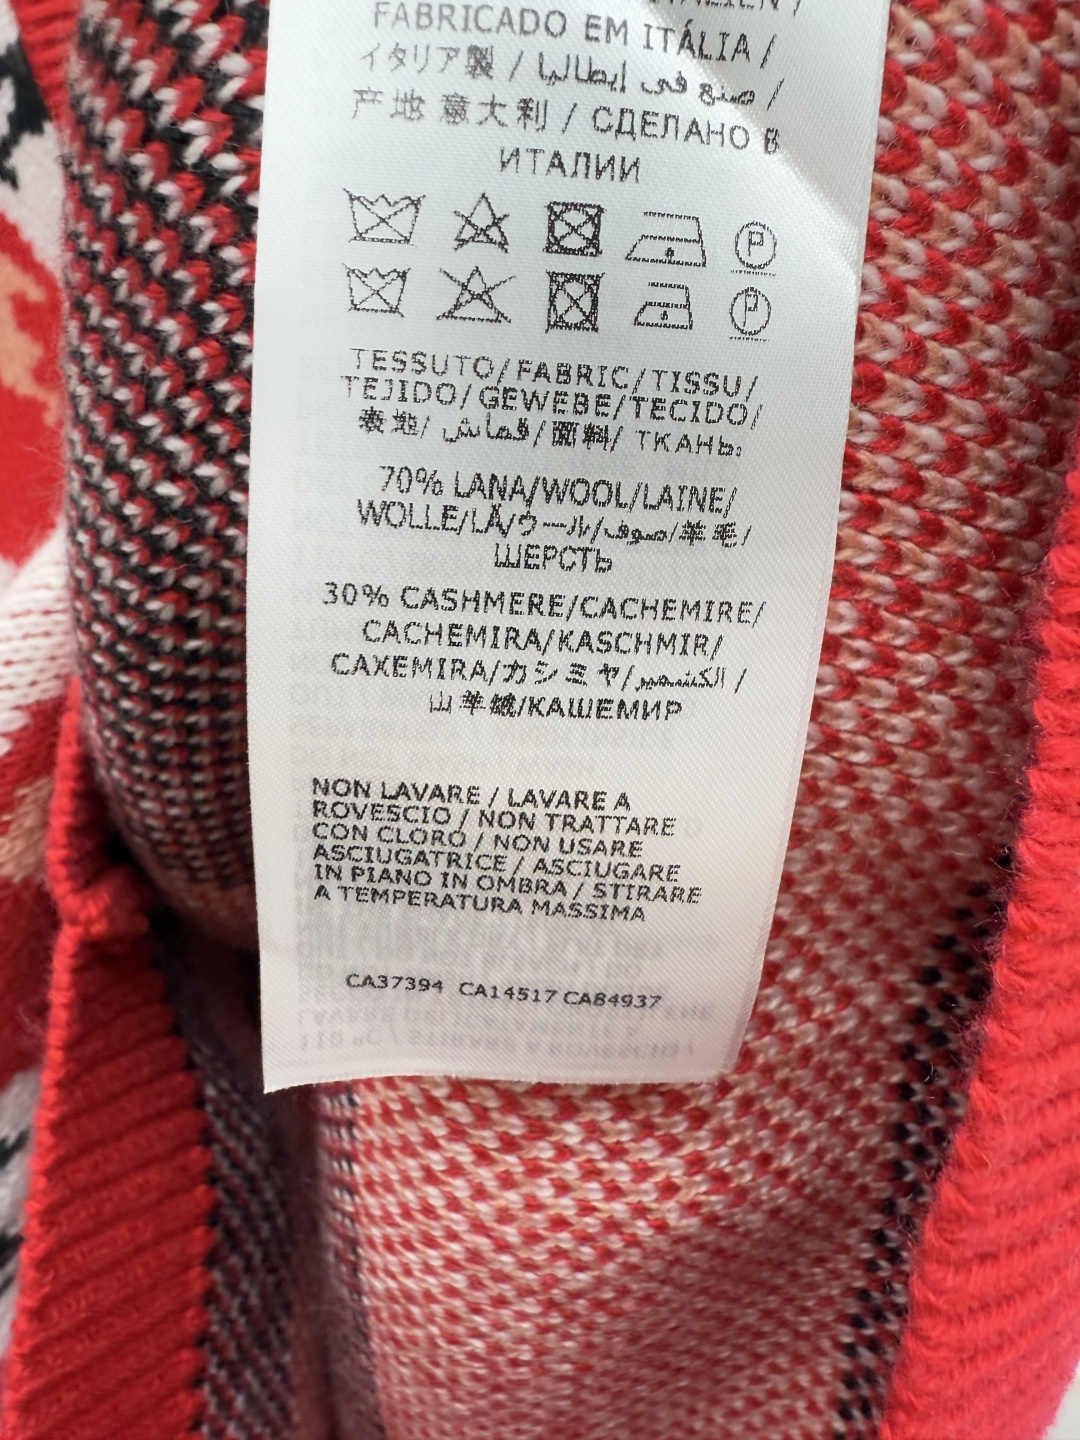 FABRICADO EM ITÁLIA /
イタリア製 / صنع في إيطاليا /
产地 意大利 / СДЕЛАНО В
ИТАЛИИ
P
P
TESSUTO/FABRIC/TISSU/
TEJIDO/GEWEBE/TECIDO/
表地/ قماش/面料/ ТКАНЬ:
70% LANA/WOOL/LAINE/
WOLLE/LÃ/ウール/صوف/羊毛/
ШЕРСТЬ
30% CASHMERE/CACHEMIRE/
CACHEMIRA/KASCHMIR/
CAXEMIRA/カシミヤ/الكشمير/
山羊绒/КАШЕМИР
NON LAVARE / LAVARE A
ROVESCIO / NON TRATTARE
CON CLORO / NON USARE
ASCIUGATRICE / ASCIUGARE
IN PIANO IN OMBRA / STIRARE
A TEMPERATURA MASSIMA
CA37394 CA14517 CA84937